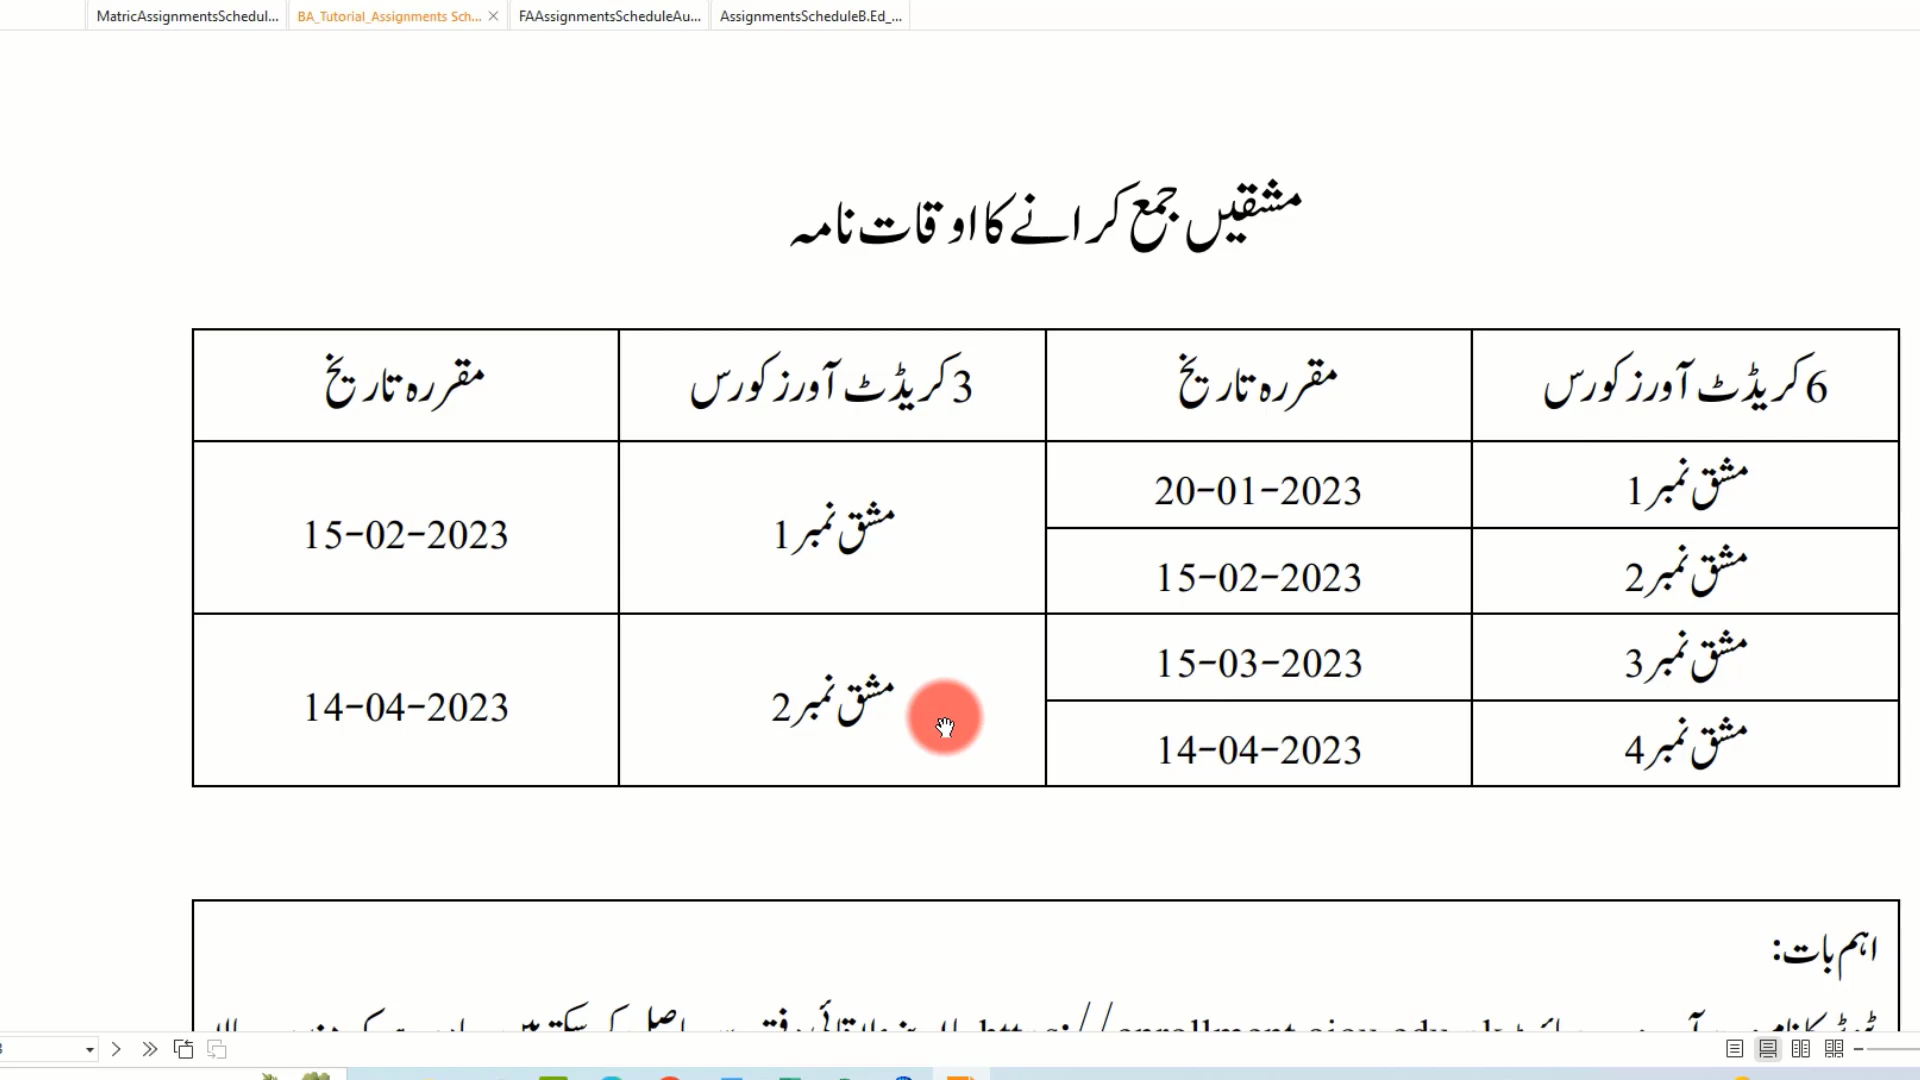 MatricAssignmentsSchedul...
BA_Tutorial_Assignments Sch...
FAAssignmentsScheduleAu...
AssignmentsScheduleB.Ed_...
مشقیں جمع کرانے کا اوقات نامہ
6 کریڈٹ آورز کورس
مقررہ تاریخ
3 کریڈٹ آورز کورس
مقررہ تاریخ
مشق نمبر 1
20-01-2023
مشق نمبر 1
15-02-2023
مشق نمبر 2
15-02-2023
مشق نمبر 3
15-03-2023
مشق نمبر 2
14-04-2023
مشق نمبر 4
14-04-2023
اہم بات: